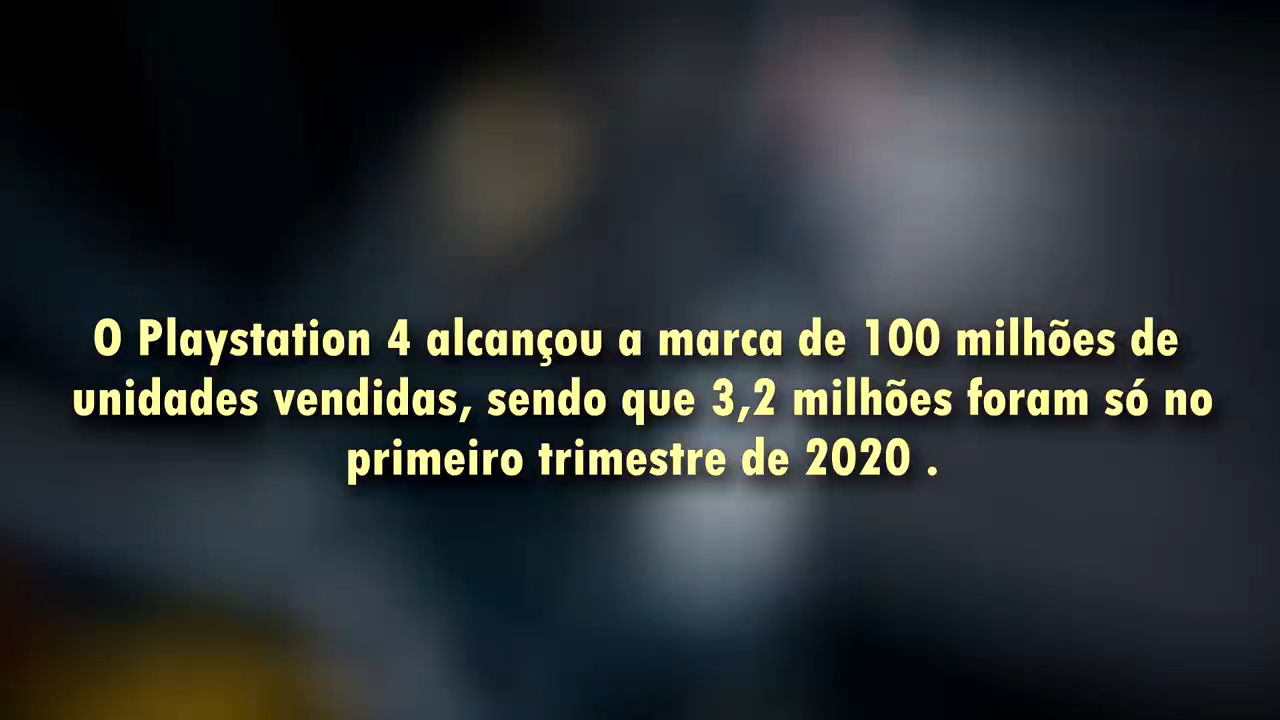 O Playstation 4 alcançou a marca de 100 milhões de
unidades vendidas, sendo que 3,2 milhões foram só no
primeiro trimestre de 2020 .